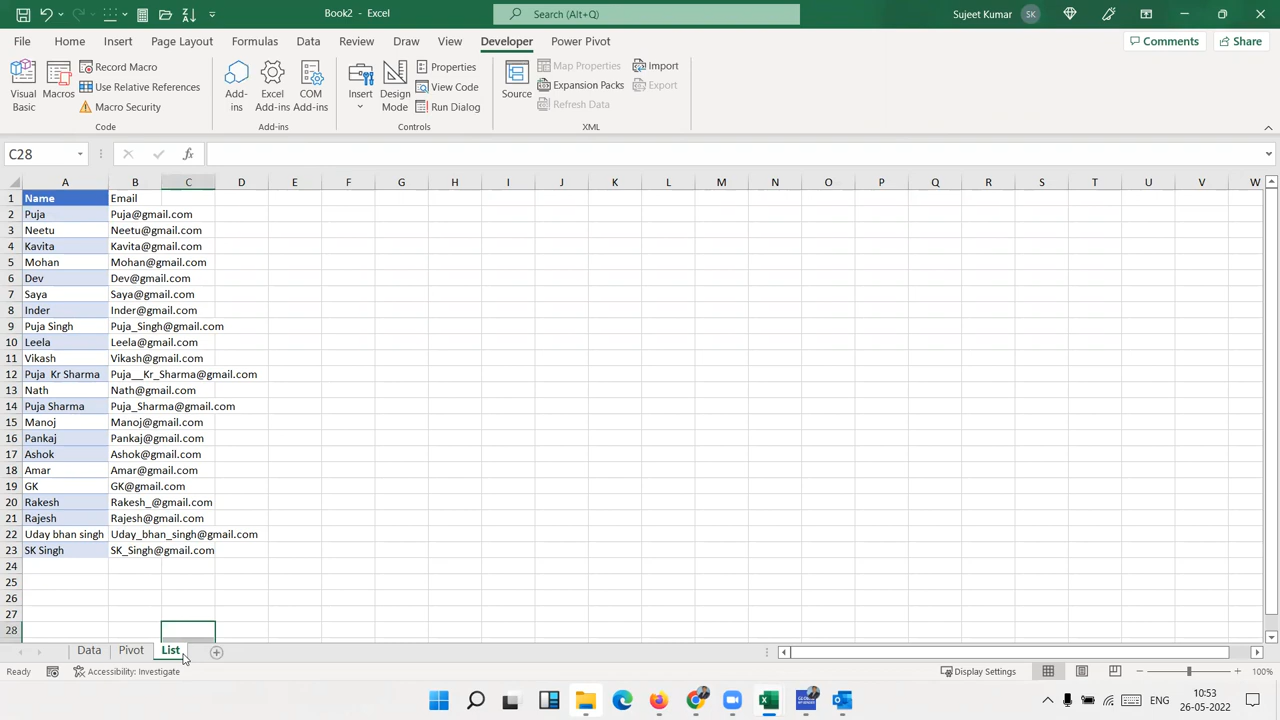 Book2 - Excel
Search (Alt+Q)
Sujeet Kumar
SK
File Home Insert Page Layout Formulas Data Review Draw View Developer Power Pivot
Comments
Share
Visual Basic
Macros
Record Macro
Use Relative References
Macro Security
Code
Add-ins
Excel Add-ins
COM Add-ins
Add-ins
Insert
Design Mode
Properties
View Code
Run Dialog
Controls
Source
Map Properties
Expansion Packs
Refresh Data
Import
Export
XML
C28
fx
A B C D E F G H I J K L M N O P Q R S T U V W
1 Name Email
2 Puja Puja@gmail.com
3 Neetu Neetu@gmail.com
4 Kavita Kavita@gmail.com
5 Mohan Mohan@gmail.com
6 Dev Dev@gmail.com
7 Saya Saya@gmail.com
8 Inder Inder@gmail.com
9 Puja Singh Puja_Singh@gmail.com
10 Leela Leela@gmail.com
11 Vikash Vikash@gmail.com
12 Puja  Kr Sharma Puja__Kr_Sharma@gmail.com
13 Nath Nath@gmail.com
14 Puja Sharma Puja_Sharma@gmail.com
15 Manoj Manoj@gmail.com
16 Pankaj Pankaj@gmail.com
17 Ashok Ashok@gmail.com
18 Amar Amar@gmail.com
19 GK GK@gmail.com
20 Rakesh Rakesh_@gmail.com
21 Rajesh Rajesh@gmail.com
22 Uday bhan singh Uday_bhan_singh@gmail.com
23 SK Singh SK_Singh@gmail.com
24
25
26
27
28
Data Pivot List
Ready
Accessibility: Investigate
Display Settings
100%
ENG
10:53
26-05-2022